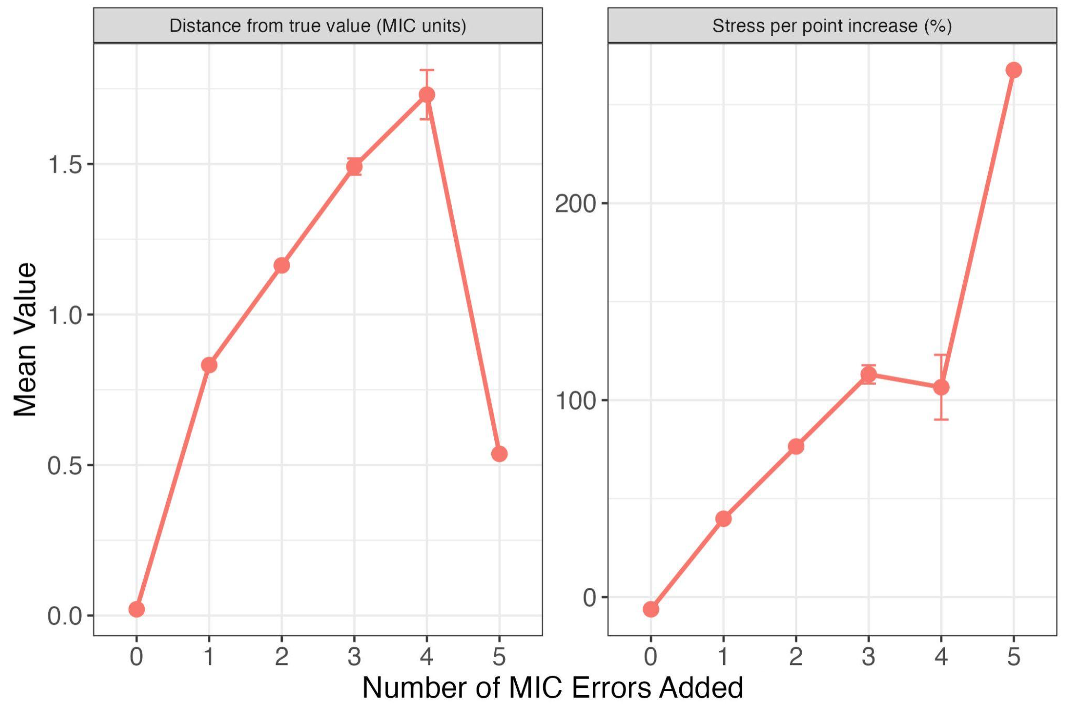 Distance from true value (MIC units)
Stress per point increase (%)
Mean Value
1.5
1.0
0.5
0.0
200
100
0
0 1 2 3 4 5
0 1 2 3 4 5
Number of MIC Errors Added